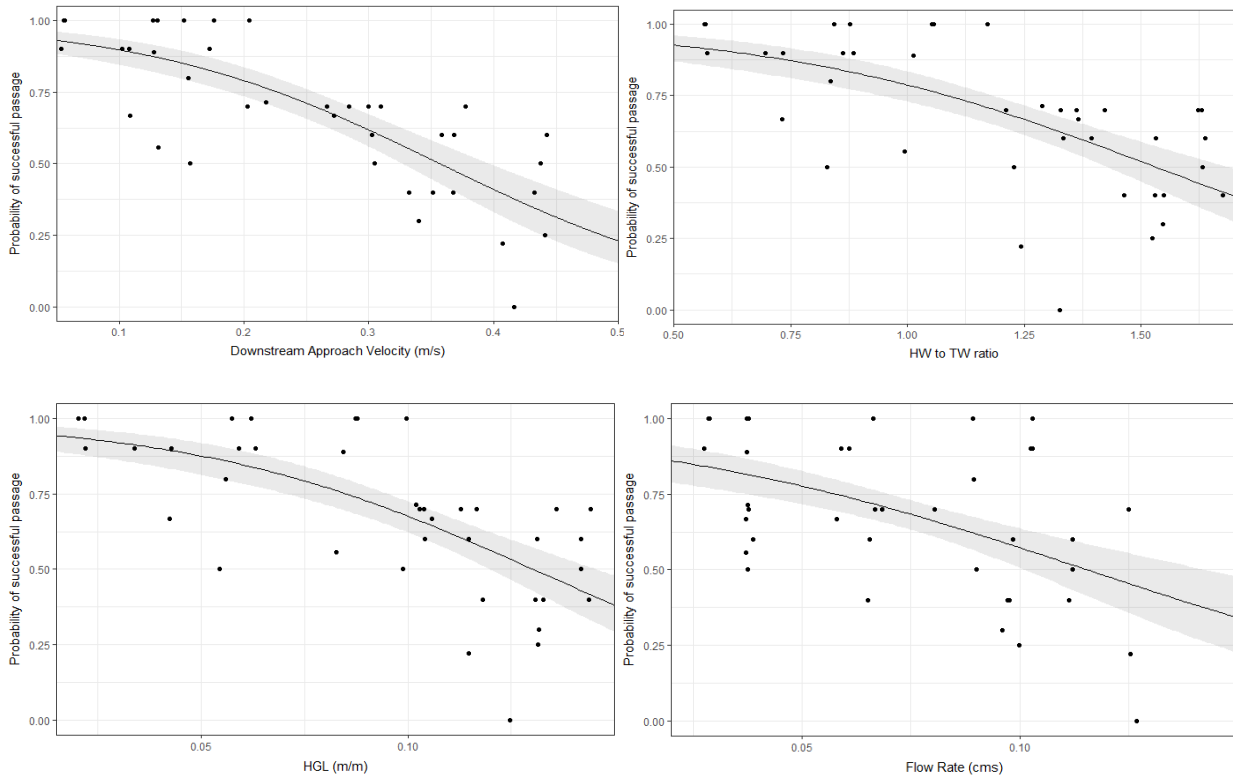 Probability of successful passage
1.00
0.75
0.50
0.25
0.00
0.1 0.2 0.3 0.4 0.5
Downstream Approach Velocity (m/s)
Probability of successful passage
1.00
0.75
0.50
0.25
0.00
0.50 0.75 1.00 1.25 1.50
HW to TW ratio
Probability of successful passage
1.00
0.75
0.50
0.25
0.00
0.05 0.10
HGL (m/m)
Probability of successful passage
1.00
0.75
0.50
0.25
0.00
0.05 0.10
Flow Rate (cms)